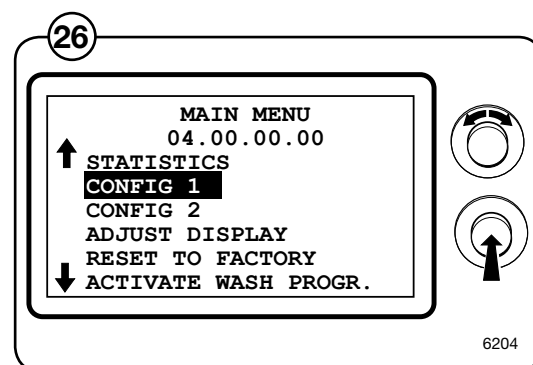 26
MAIN MENU
04.00.00.00
STATISTICS
CONFIG 1
CONFIG 2
ADJUST DISPLAY
RESET TO FACTORY
ACTIVATE WASH PROGR.
6204